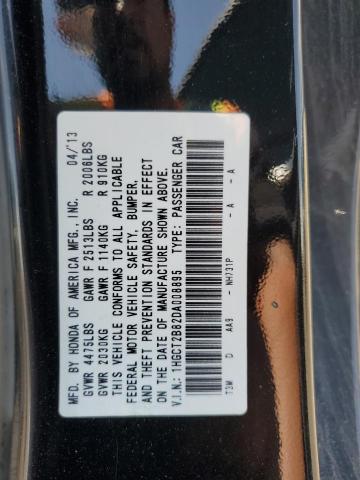 MFD. BY HONDA OF AMERICA MFG., INC. 04/'13
GVWR 4475LBS GAWR F 2513LBS R 2006LBS
GVWR 2030KG GAWR F 1140KG R 910KG
THIS VEHICLE CONFORMS TO ALL APPLICABLE
FEDERAL MOTOR VEHICLE SAFETY, BUMPER,
AND THEFT PREVENTION STANDARDS IN EFFECT
ON THE DATE OF MANUFACTURE SHOWN ABOVE.
V.I.N.: 1HGCT2B82DA008895 TYPE: PASSENGER CAR
T3M D AA9 - NH731P - A - A